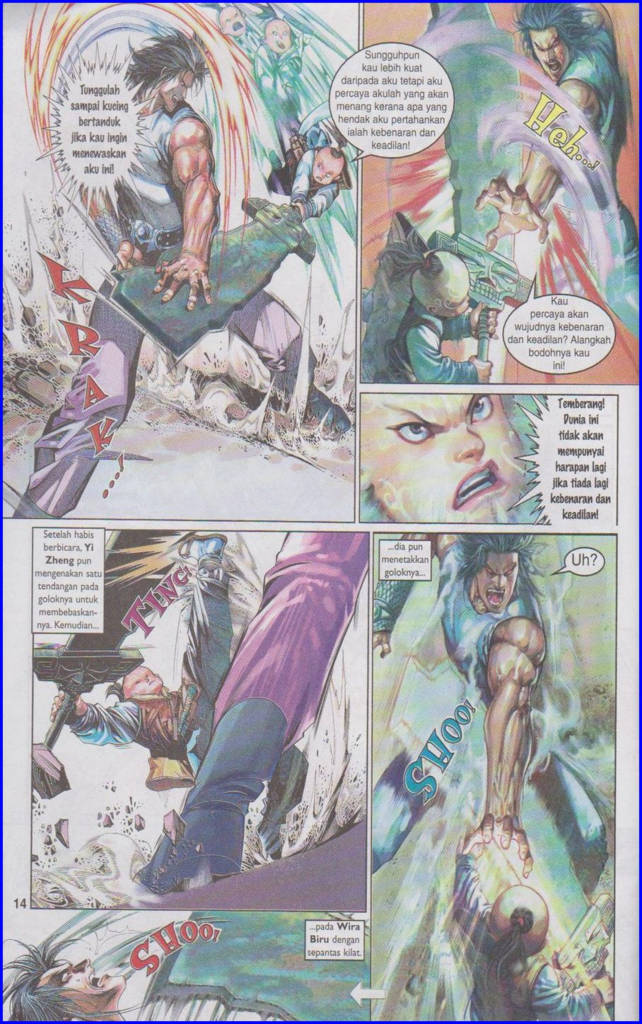 Tunggulah
sampai kucing
bertanduk
jika kau ingin
menewaskan
aku ini!
Sungguhpun
kau lebih kuat
daripada aku tetapi aku
percaya akulah yang akan
menang kerana apa yang
hendak aku pertahankan
ialah kebenaran dan
keadilan!
Heh...!
KRAK...!
Kau
percaya akan
wujudnya kebenaran
dan keadilan? Alangkah
bodohnya kau
ini!
Temberang!
Dunia ini
tidak akan
mempunyai
harapan lagi
jika tiada lagi
kebenaran dan
keadilan!
Setelah habis
berbicara, Yi
Zheng pun
mengenakan satu
tendangan pada
goloknya untuk
membebaskan-
nya. Kemudian...
TING!
...dia pun
menetakkan
goloknya...
Uh?
SHOO!
14
SHOO!
...pada Wira
Biru dengan
sepantas kilat.